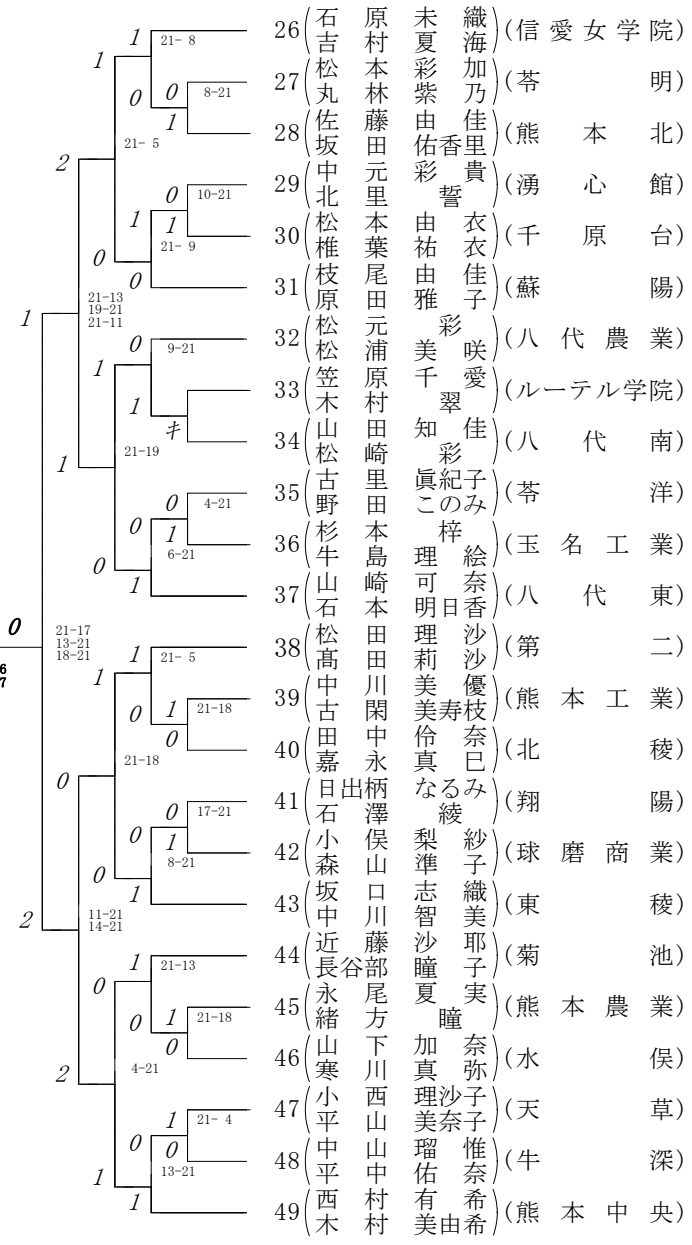 1 21- 8 26 (石原未織 吉村夏海) (信愛女学院)
1
0 0 8-21 27 (松本彩加 丸林紫乃) (苓明)
1 28 (佐藤由佳 坂田佑香里) (熊本北)
21- 5
2
0 10-21 29 (中元彩貴 北里誓) (湧心館)
1 1 30 (松本由衣 椎葉祐衣) (千原台)
21- 9
0 0 31 (枝尾由佳 原田雅子) (蘇陽)
1 21-13
19-21
21-11
0 9-21 32 (松元彩 松浦美咲) (八代農業)
1
1 33 (笠原千愛 木村翠) (ルーテル学院)
キ 34 (山田知佳 松崎彩) (八代南)
1 21-19
0 0 4-21 35 (古里眞紀子 野田このみ) (苓洋)
1 36 (杉本梓 牛島理絵) (玉名工業)
6-21
0 1 37 (山崎可奈 石本明日香) (八代東)
0 21-17
13-21
18-21
6
7
1 21- 5 38 (松田理沙 髙田莉沙) (第二)
1
0 1 21-18 39 (中川美優 古閑美寿枝) (熊本工業)
0 40 (田中伶奈 嘉永真巳) (北稜)
21-18
0
0 0 17-21 41 (日出柄なるみ 石澤綾) (翔陽)
1 42 (小俣梨紗 森山準子) (球磨商業)
8-21
0 1 43 (坂口志織 中川智美) (東稜)
2 11-21
14-21
1 21-13 44 (近藤沙耶 長谷部瞳子) (菊池)
0
0 1 21-18 45 (永尾夏実 緒方瞳) (熊本農業)
0 46 (山下加奈 寒川真弥) (水俣)
4-21
2
1 21- 4 47 (小西理沙子 平山美奈子) (天草)
0 0 48 (中山瑠惟 平中佑奈) (牛深)
13-21
1 1 49 (西村有希 木村美由希) (熊本中央)